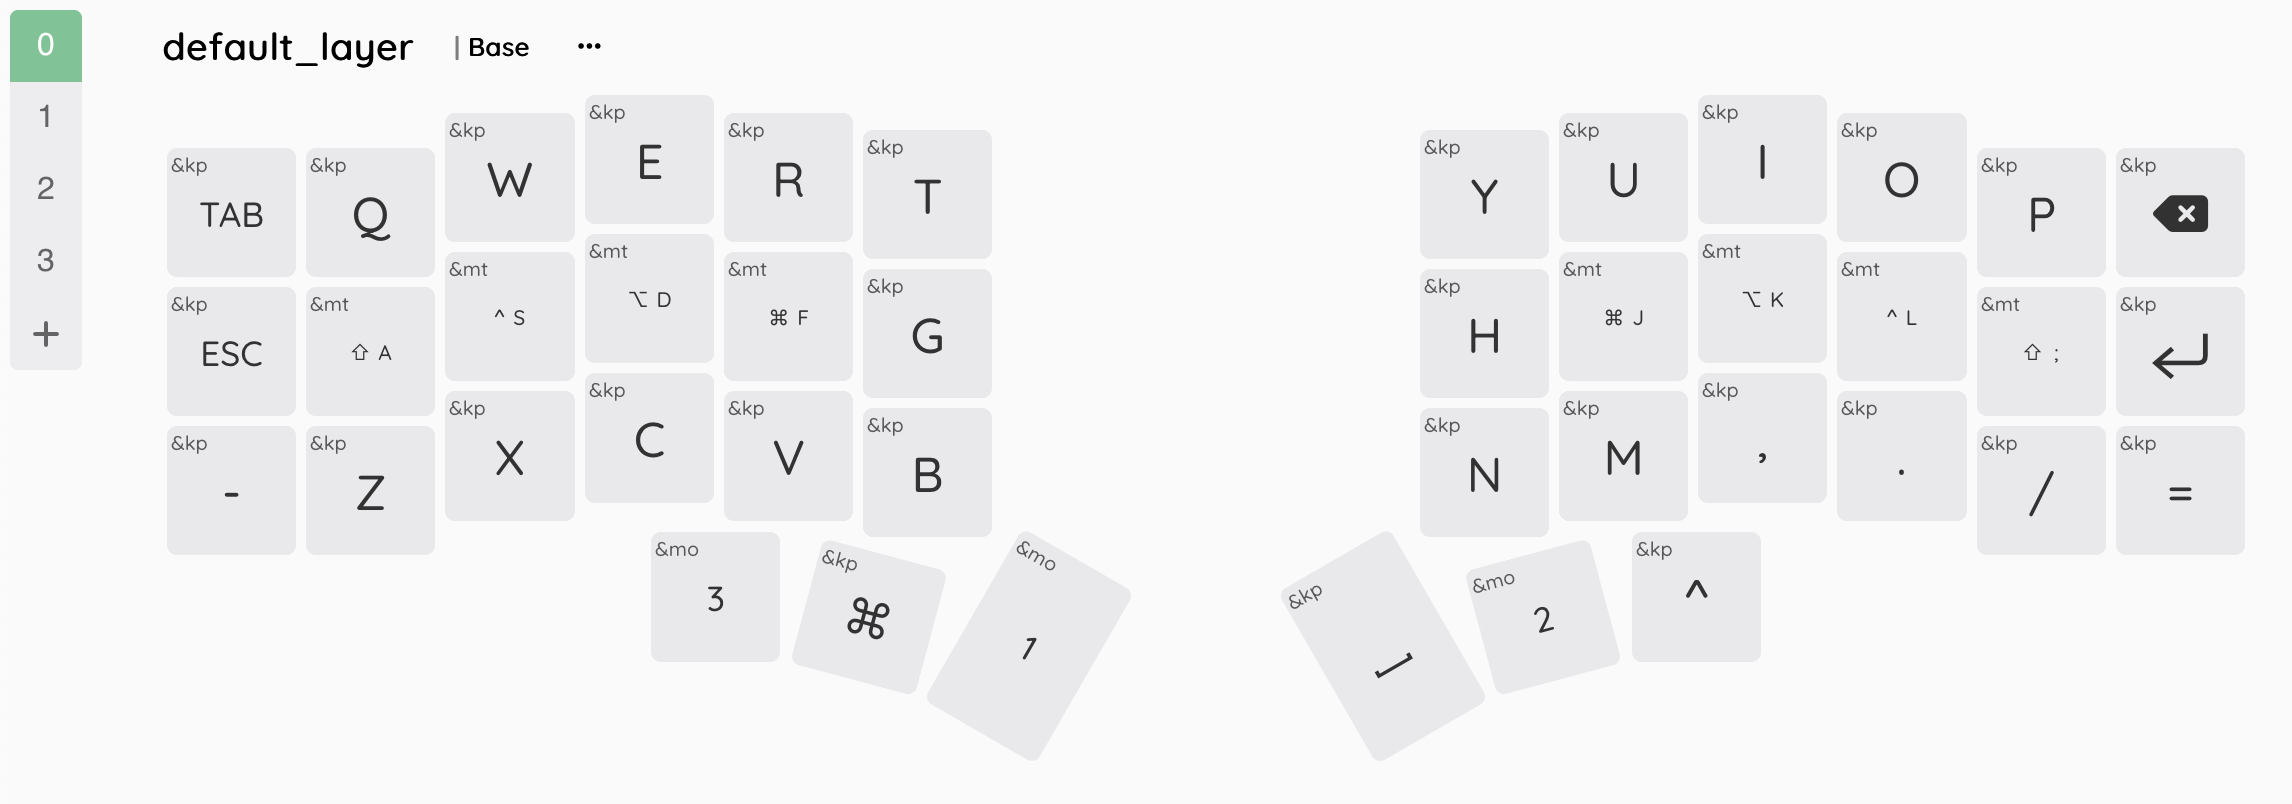 0
1
2
3
+
default_layer | Base •••
&kp TAB &kp Q &kp W &kp E &kp R &kp T &kp Y &kp U &kp I &kp O &kp P &kp
&kp ESC &mt ⇧ A &mt ^ S &mt ⌥ D &mt ⌘ F &kp G &kp H &mt ⌘ J &mt ⌥ K &mt ^ L &mt ⇧ ; &kp
&kp - &kp Z &kp X &kp C &kp V &kp B &kp N &kp M &kp , &kp . &kp / &kp =
&mo 3 &kp ⌘ &mo 1 &kp &mo 2 &kp ^